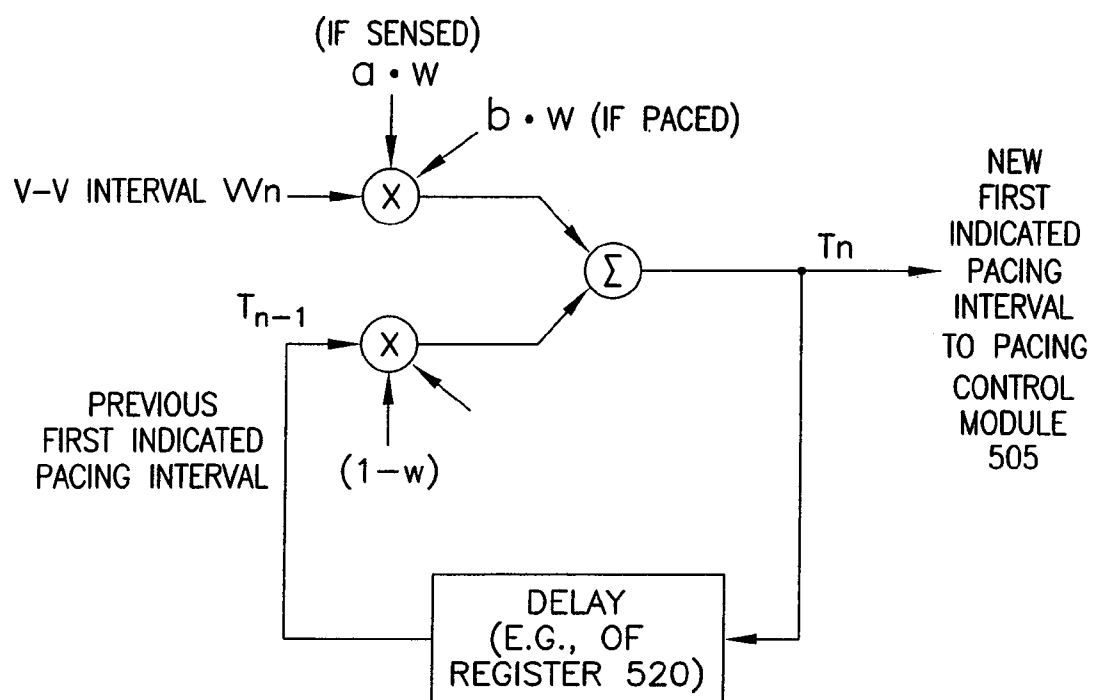 (IF SENSED)
a • w
b • w (IF PACED)
V–V INTERVAL VVn
X
Σ
Tn
NEW
FIRST
INDICATED
PACING
INTERVAL
TO PACING
CONTROL
MODULE
505
Tn–1
X
PREVIOUS
FIRST INDICATED
PACING INTERVAL
(1–w)
DELAY
(E.G., OF
REGISTER 520)